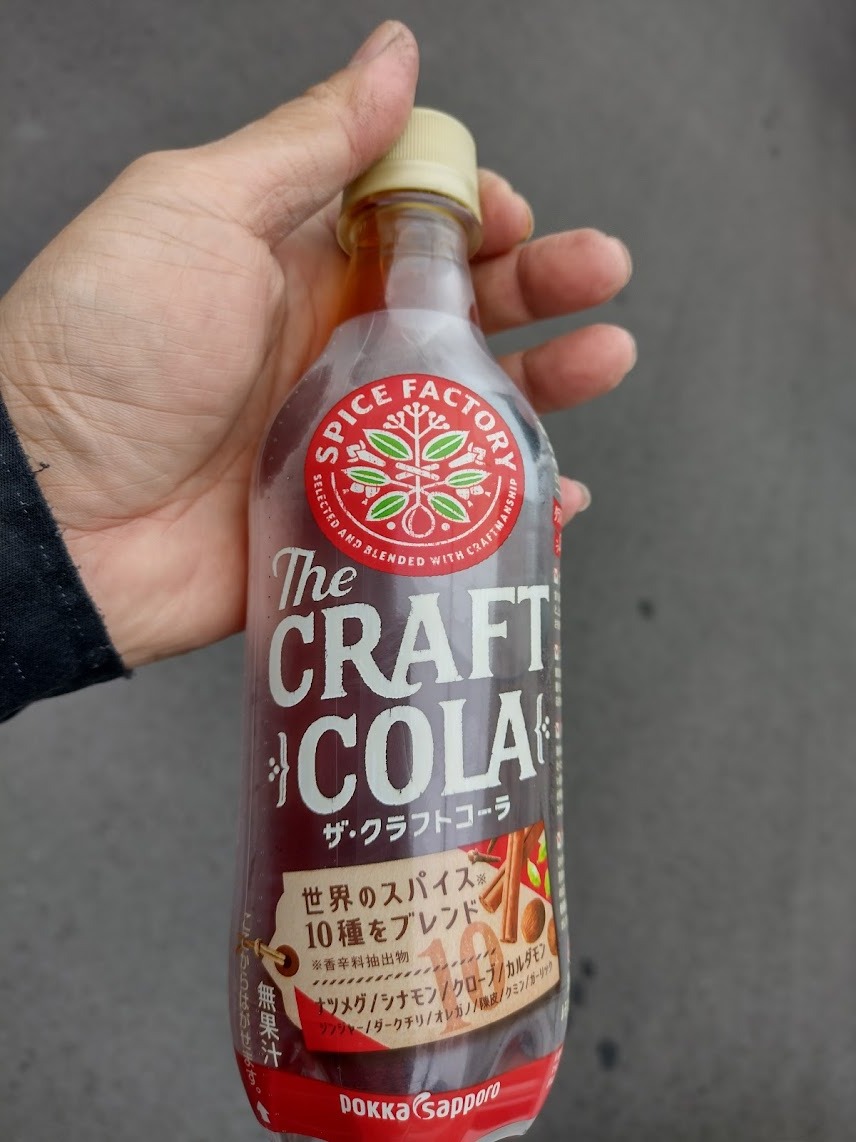 SPICE FACTORY
SELECTED AND BLENDED WITH CRAFTMANSHIP
The
CRAFT
COLA
ザ・クラフトコーラ
世界のスパイス※
10種をブレンド
※香辛料抽出物
10
ナツメグ/シナモン/クローブ/カルダモン
ジンジャー/ダークチリ/オレガノ/陳皮/クミン/ガーリック
無果汁
ここからはがせます。
pokka sapporo